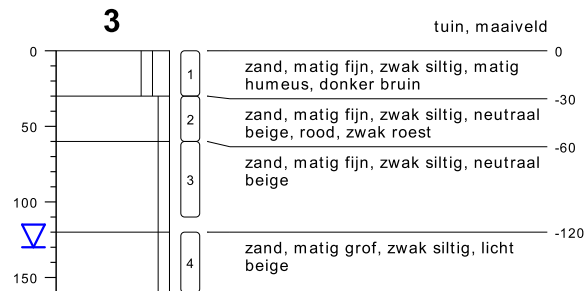 3
tuin, maaiveld
0
0
1
zand, matig fijn, zwak siltig, matig
humeus, donker bruin
-30
50
2
zand, matig fijn, zwak siltig, neutraal
beige, rood, zwak roest
-60
3
zand, matig fijn, zwak siltig, neutraal
beige
100
-120
4
zand, matig grof, zwak siltig, licht
beige
150